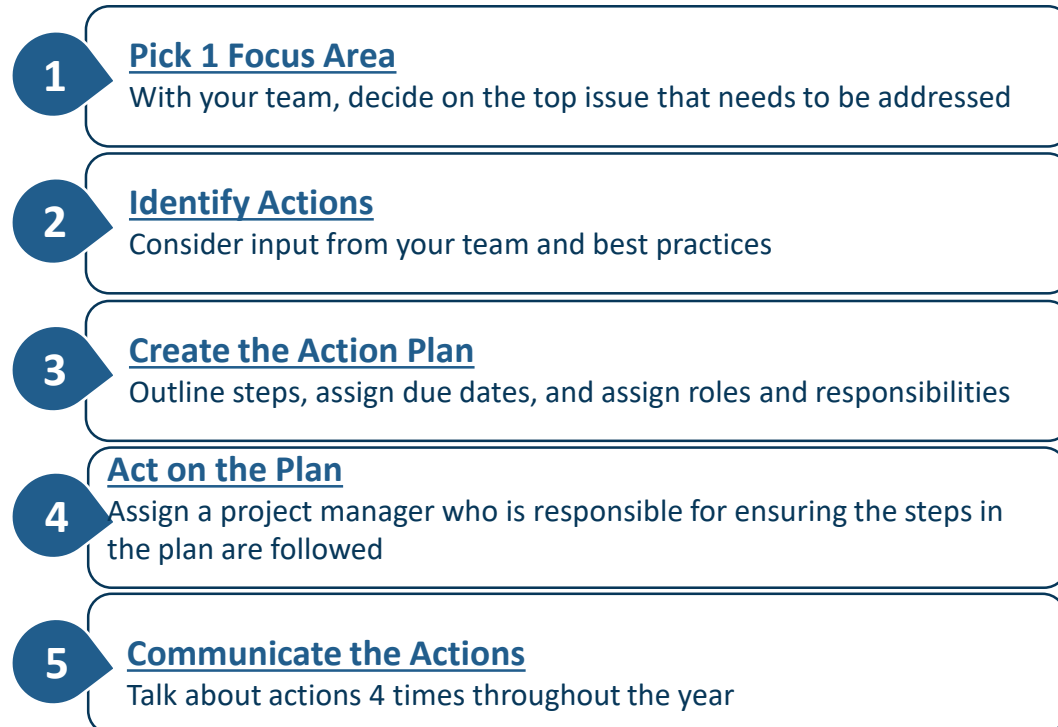 1
Pick 1 Focus Area
With your team, decide on the top issue that needs to be addressed
2
Identify Actions
Consider input from your team and best practices
3
Create the Action Plan
Outline steps, assign due dates, and assign roles and responsibilities
4
Act on the Plan
Assign a project manager who is responsible for ensuring the steps in
the plan are followed
5
Communicate the Actions
Talk about actions 4 times throughout the year